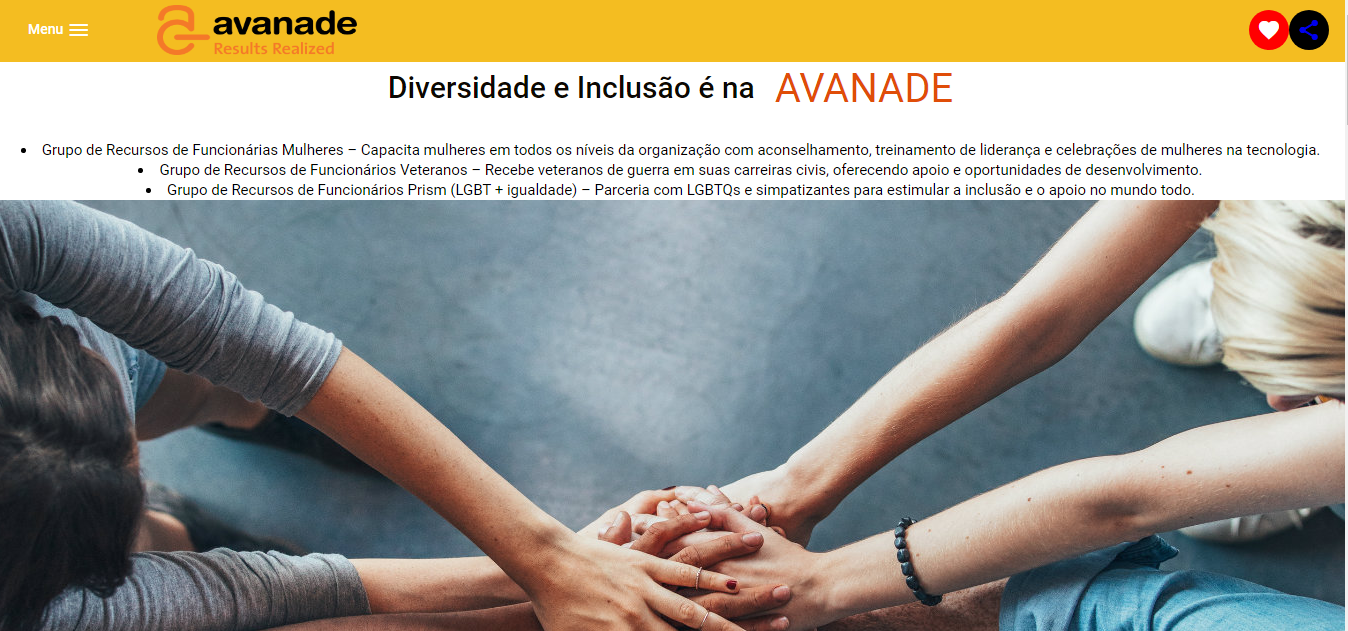 Menu
avanade
Results Realized
Diversidade e Inclusão é na AVANADE
• Grupo de Recursos de Funcionárias Mulheres – Capacita mulheres em todos os níveis da organização com aconselhamento, treinamento de liderança e celebrações de mulheres na tecnologia.
• Grupo de Recursos de Funcionários Veteranos – Recebe veteranos de guerra em suas carreiras civis, oferecendo apoio e oportunidades de desenvolvimento.
• Grupo de Recursos de Funcionários Prism (LGBT + igualdade) – Parceria com LGBTQs e simpatizantes para estimular a inclusão e o apoio no mundo todo.